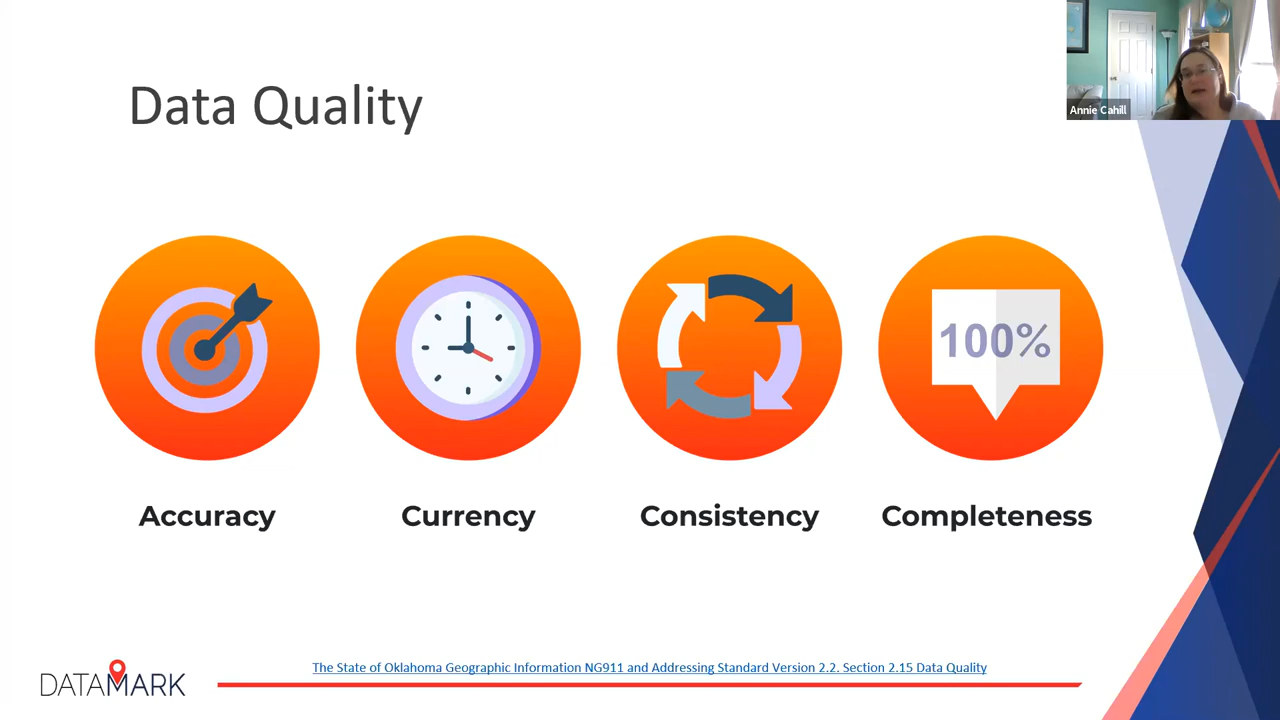 Data Quality
Annie Cahill
100%
Accuracy
Currency
Consistency
Completeness
The State of Oklahoma Geographic Information NG911 and Addressing Standard Version 2.2. Section 2.15 Data Quality
DATAMARK